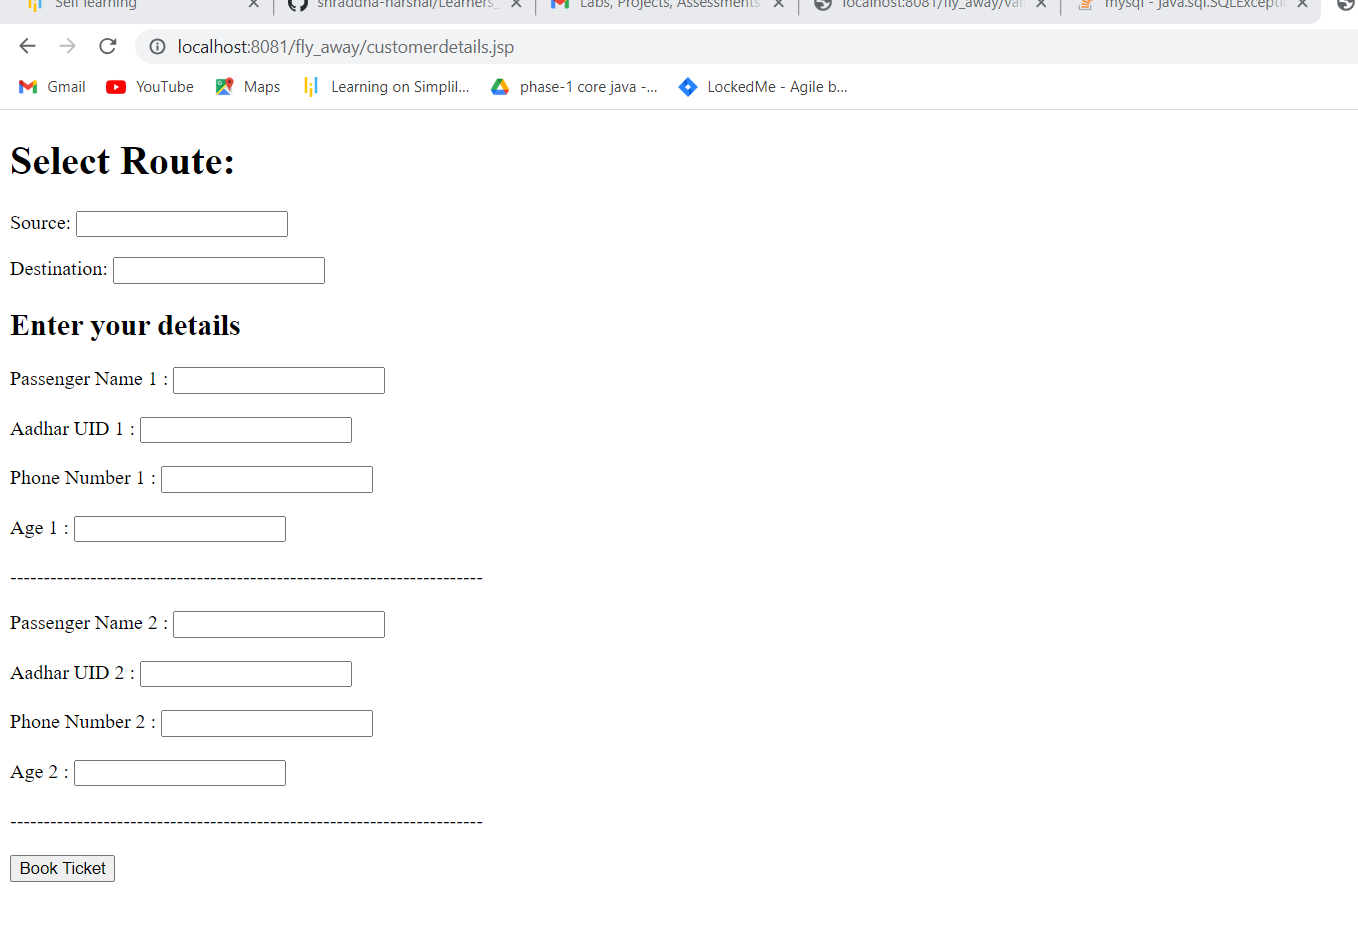 Self learning
shraddha-harshal/Learners_
Labs, Projects, Assessments
localhost:8081/fly_away/vali
mysql - java.sql.SQLExcepti
localhost:8081/fly_away/customerdetails.jsp
Gmail YouTube Maps Learning on Simplil... phase-1 core java -... LockedMe - Agile b...
Select Route:
Source:
Destination:
Enter your details
Passenger Name 1 :
Aadhar UID 1 :
Phone Number 1 :
Age 1 :
-----------------------------------------------------------------------
Passenger Name 2 :
Aadhar UID 2 :
Phone Number 2 :
Age 2 :
-----------------------------------------------------------------------
Book Ticket